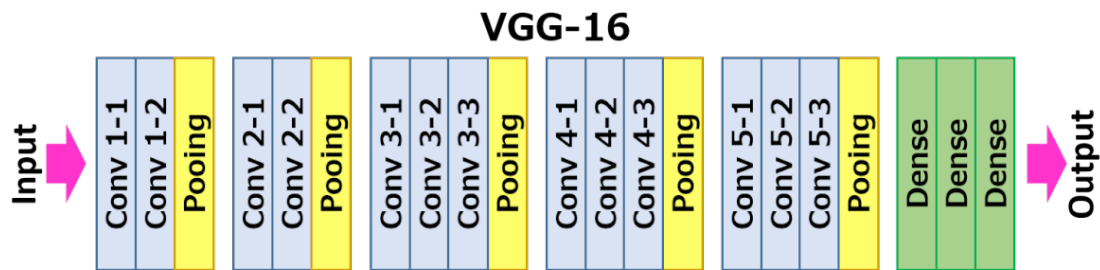 VGG-16
Input
Conv 1-1
Conv 1-2
Pooing
Conv 2-1
Conv 2-2
Pooing
Conv 3-1
Conv 3-2
Conv 3-3
Pooing
Conv 4-1
Conv 4-2
Conv 4-3
Pooing
Conv 5-1
Conv 5-2
Conv 5-3
Pooing
Dense
Dense
Dense
Output